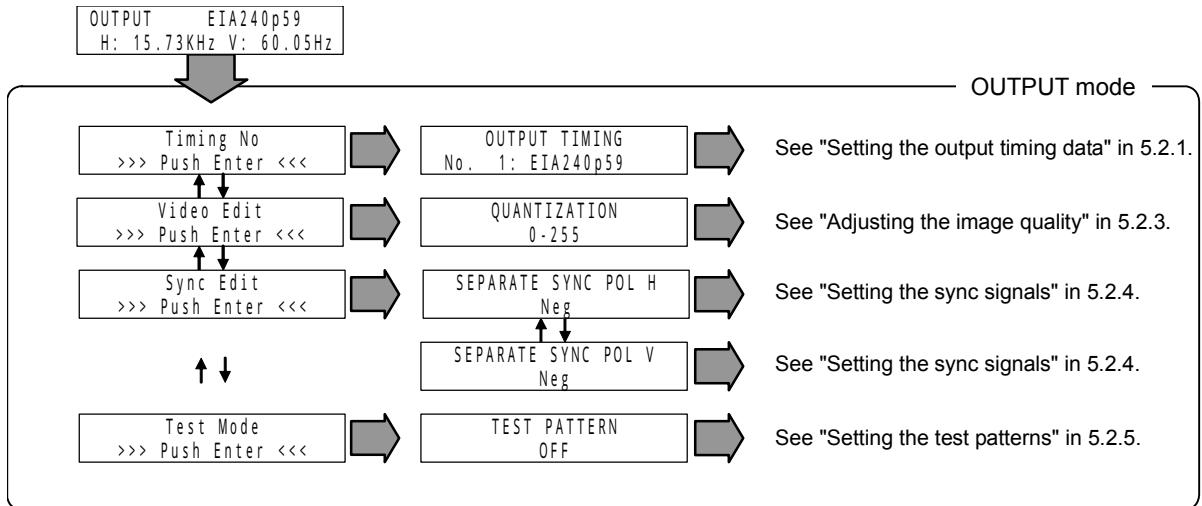 OUTPUT EIA240p59
H: 15.73KHz V: 60.05Hz
OUTPUT mode
Timing No
>>> Push Enter <<<
OUTPUT TIMING
No. 1: EIA240p59
See "Setting the output timing data" in 5.2.1.
Video Edit
>>> Push Enter <<<
QUANTIZATION
0-255
See "Adjusting the image quality" in 5.2.3.
Sync Edit
>>> Push Enter <<<
SEPARATE SYNC POL H
Neg
See "Setting the sync signals" in 5.2.4.
SEPARATE SYNC POL V
Neg
See "Setting the sync signals" in 5.2.4.
Test Mode
>>> Push Enter <<<
TEST PATTERN
OFF
See "Setting the test patterns" in 5.2.5.